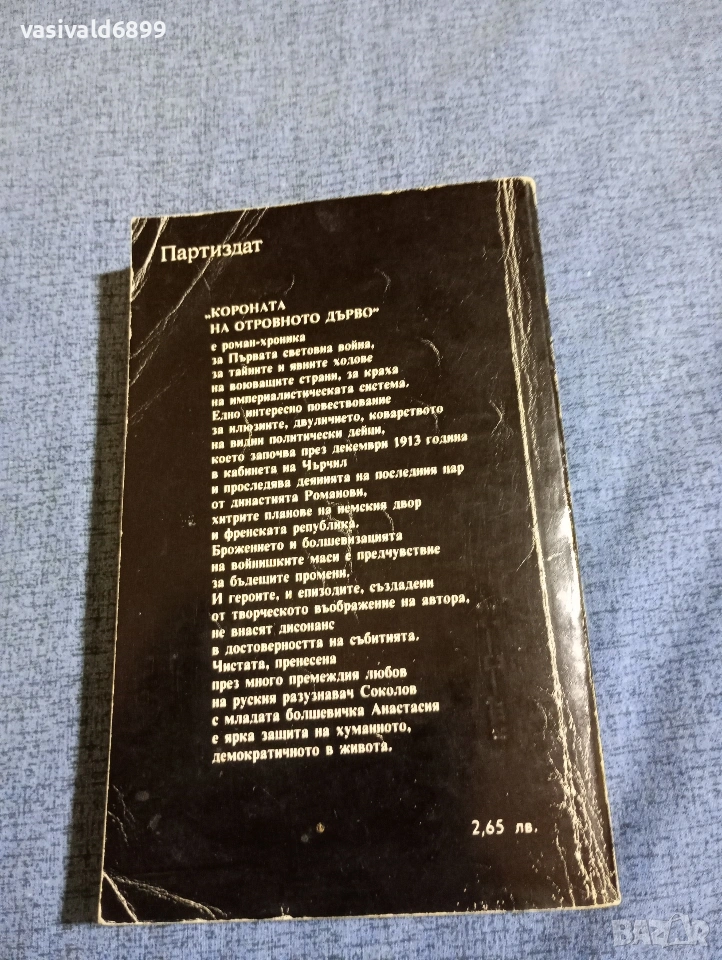 vasivald6899
Партиздат
„КОРОНАТА
НА ОТРОВНОТО ДЪРВО"
е роман-хроника
за Първата световна война,
за тайните и явните ходове
на воюващите страни, за краха
на империалистическата система.
Едно интересно повествование
за илюзиите, двуличието, коварството
на видни политически дейци,
което започва през декември 1913 година
в кабинета на Чърчил
и проследява деянията на последния цар
от династията Романови,
хитрите планове на немския двор
и френската република.
Брожението и болшевизацията
на войнишките маси е предчувствие
за бъдещите промени.
И героите, и епизодите, създадени
от творческото въображение на автора,
не внасят дисонанс
в достоверността на събитията.
Чистата, пренесена
през много премеждия любов
на руския разузнавач Соколов
с младата болшевичка Анастасия
е ярка защита на хуманното,
демократичното в живота.
2,65 лв.
BAZAR